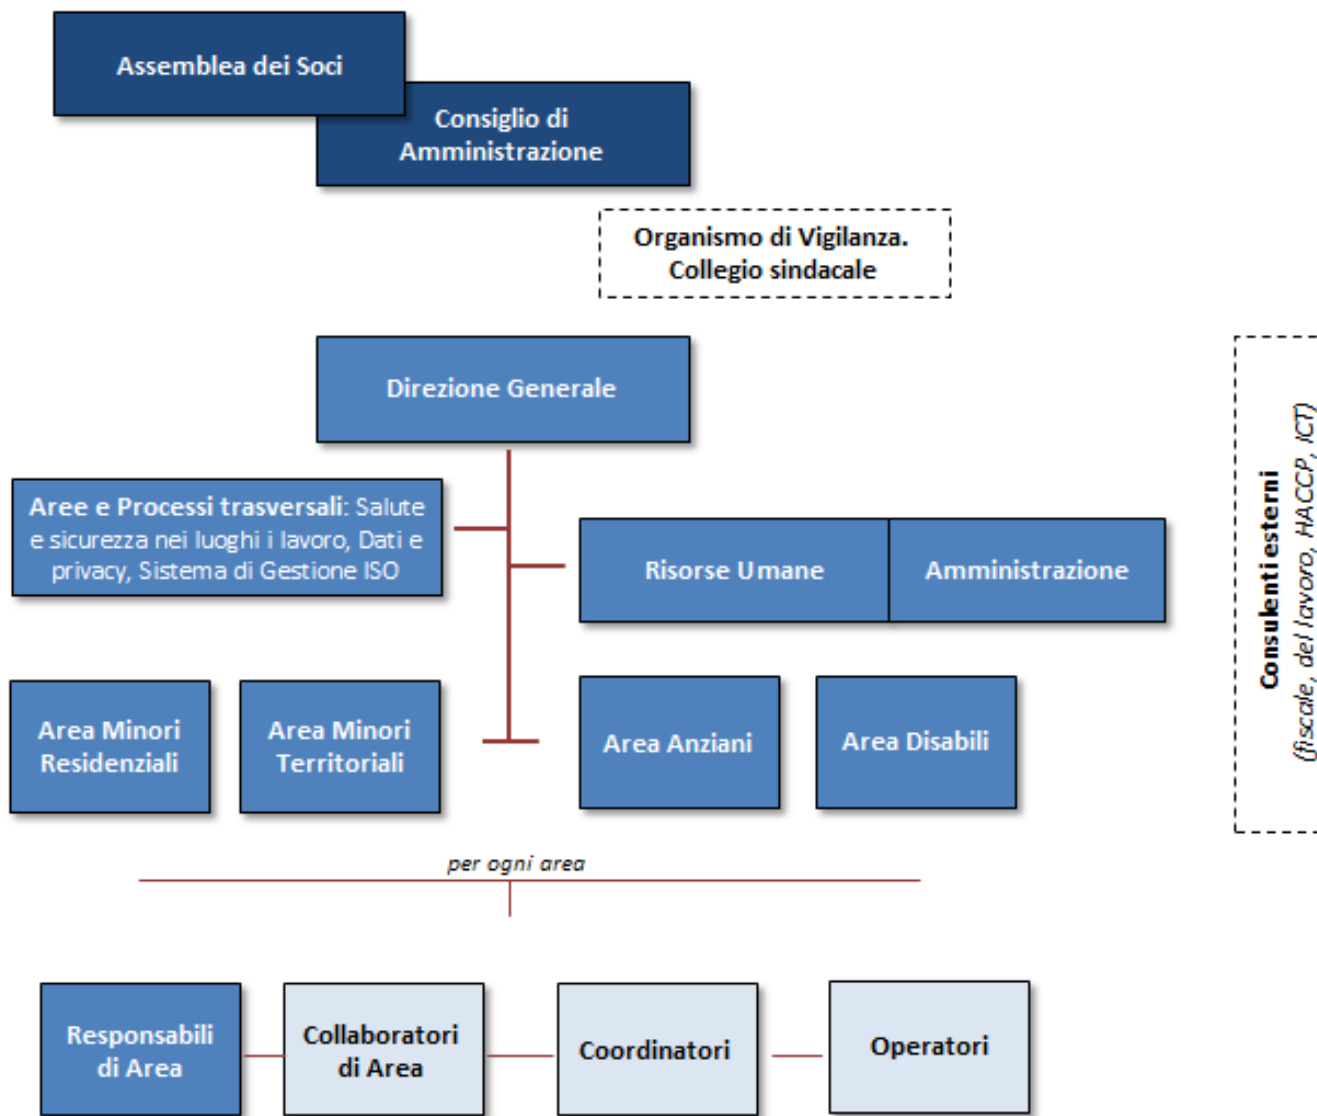 Assemblea dei Soci
Consiglio di
Amministrazione
Organismo di Vigilanza.
Collegio sindacale
Direzione Generale
Aree e Processi trasversali: Salute
e sicurezza nei luoghi i lavoro, Dati e
privacy, Sistema di Gestione ISO
Risorse Umane
Amministrazione
Consulenti esterni
(fiscale, del lavoro, HACCP, ICT)
Area Minori
Residenziali
Area Minori
Territoriali
Area Anziani
Area Disabili
per ogni area
Responsabili
di Area
Collaboratori
di Area
Coordinatori
Operatori